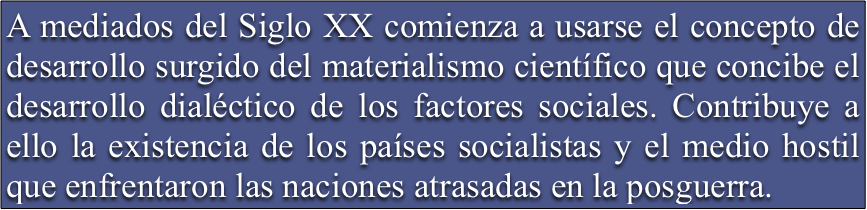 A mediados del Siglo XX comienza a usarse el concepto de
desarrollo surgido del materialismo científico que concibe el
desarrollo dialéctico de los factores sociales. Contribuye a
ello la existencia de los países socialistas y el medio hostil
que enfrentaron las naciones atrasadas en la posguerra.